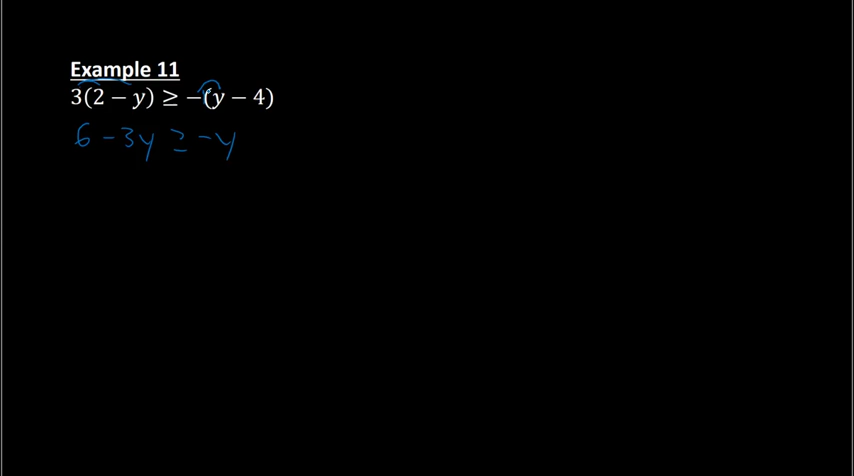 Example 11
3(2 − y) ≥ −(y − 4)
6 − 3y ≥ −y